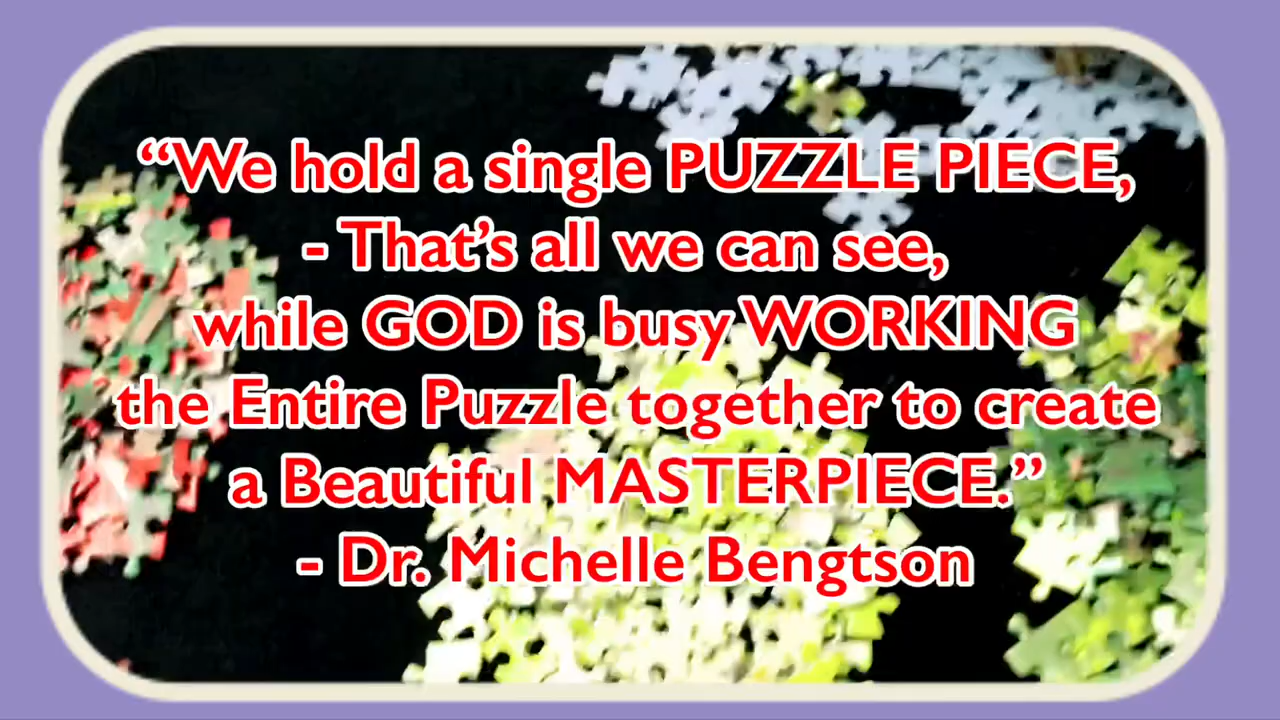 “We hold a single PUZZLE PIECE,
- That’s all we can see,
while GOD is busy WORKING
the Entire Puzzle together to create
a Beautiful MASTERPIECE.”
- Dr. Michelle Bengtson